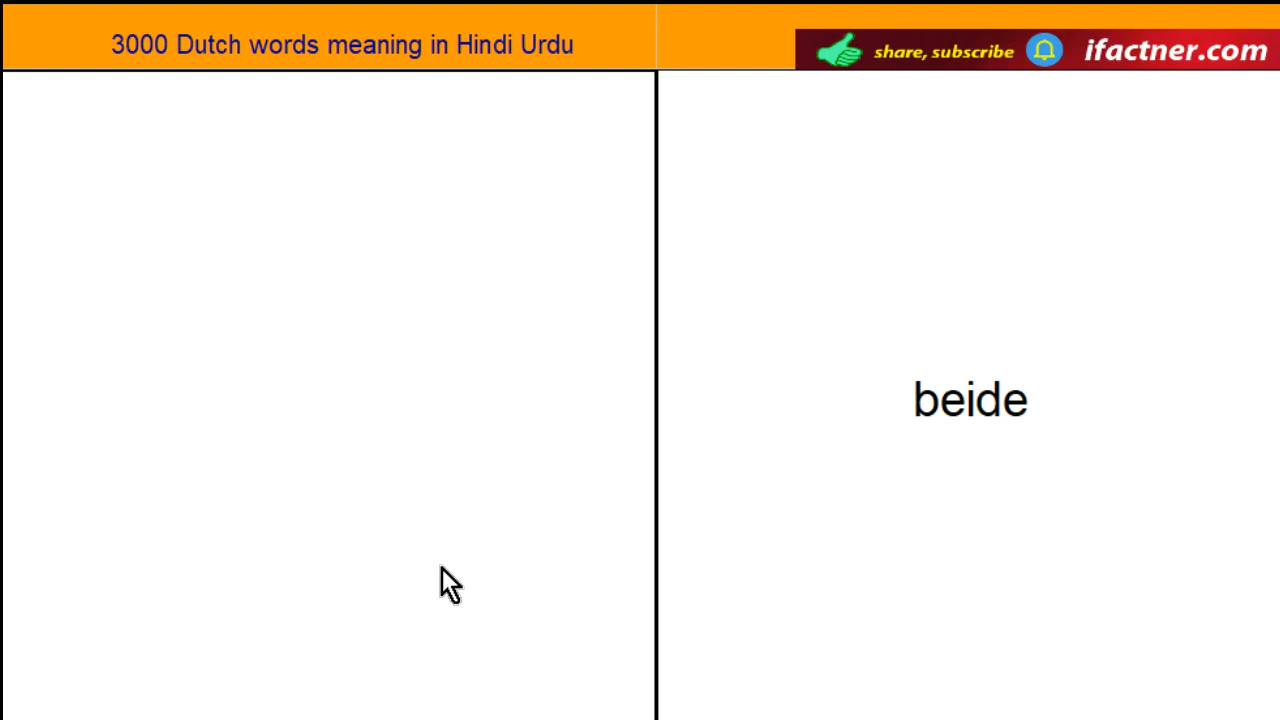 3000 Dutch words meaning in Hindi Urdu
share, subscribe
ifactner.com
beide